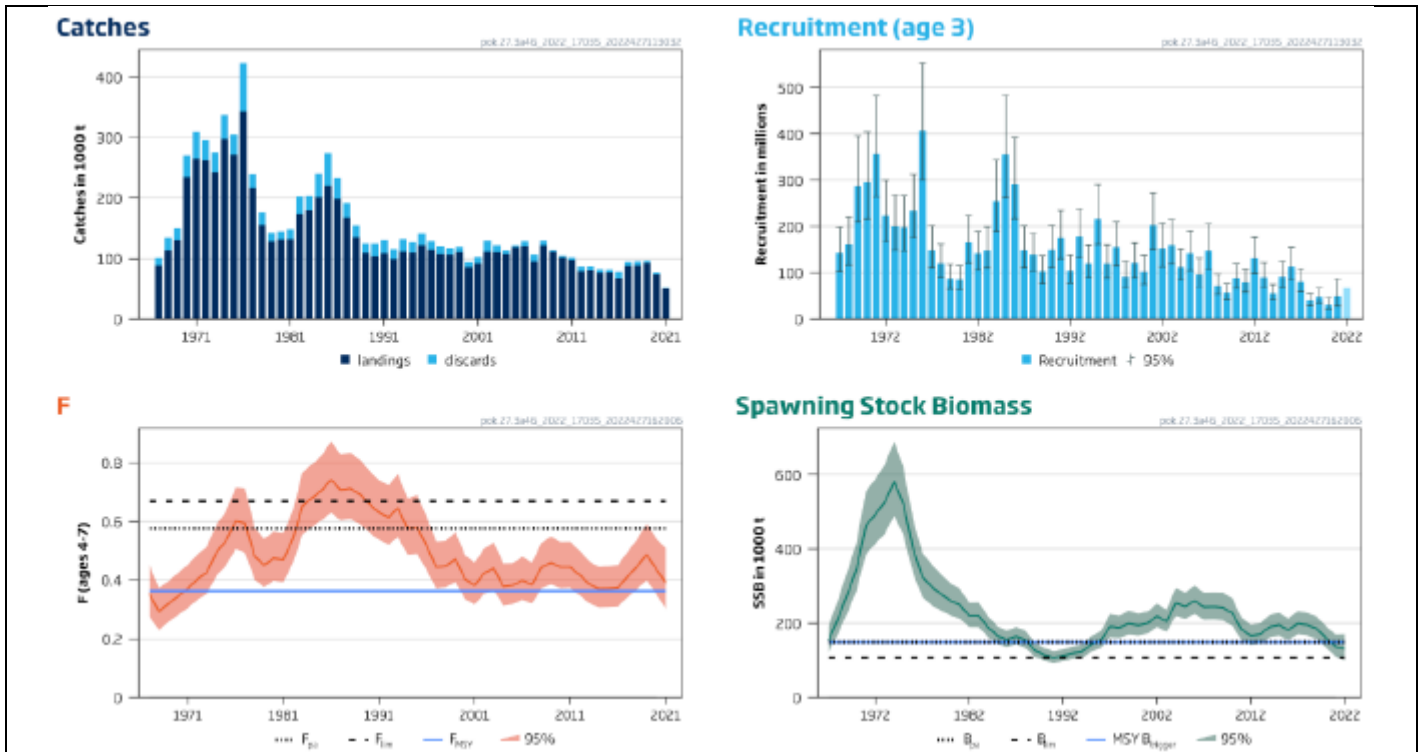 Catches
pok.27.3a46_2022_17035_2022427113032
Catches in 1000 t
400
300
200
100
0
1971
1981
1991
2001
2011
2021
landings
discards
Recruitment (age 3)
pok.27.3a46_2022_17035_2022427113032
Recruitment in millions
500
400
300
200
100
0
1972
1982
1992
2002
2012
2022
Recruitment
95%
F
pok.27.3a46_2022_17035_2022427162006
F (ages 4-7)
0.8
0.6
0.4
0.2
0
1971
1981
1991
2001
2011
2021
Fpa
Flim
FMSY
95%
Spawning Stock Biomass
pok.27.3a46_2022_17035_2022427162006
SSB in 1000 t
600
400
200
0
1972
1982
1992
2002
2012
2022
Bpa
Blim
MSY Btrigger
95%